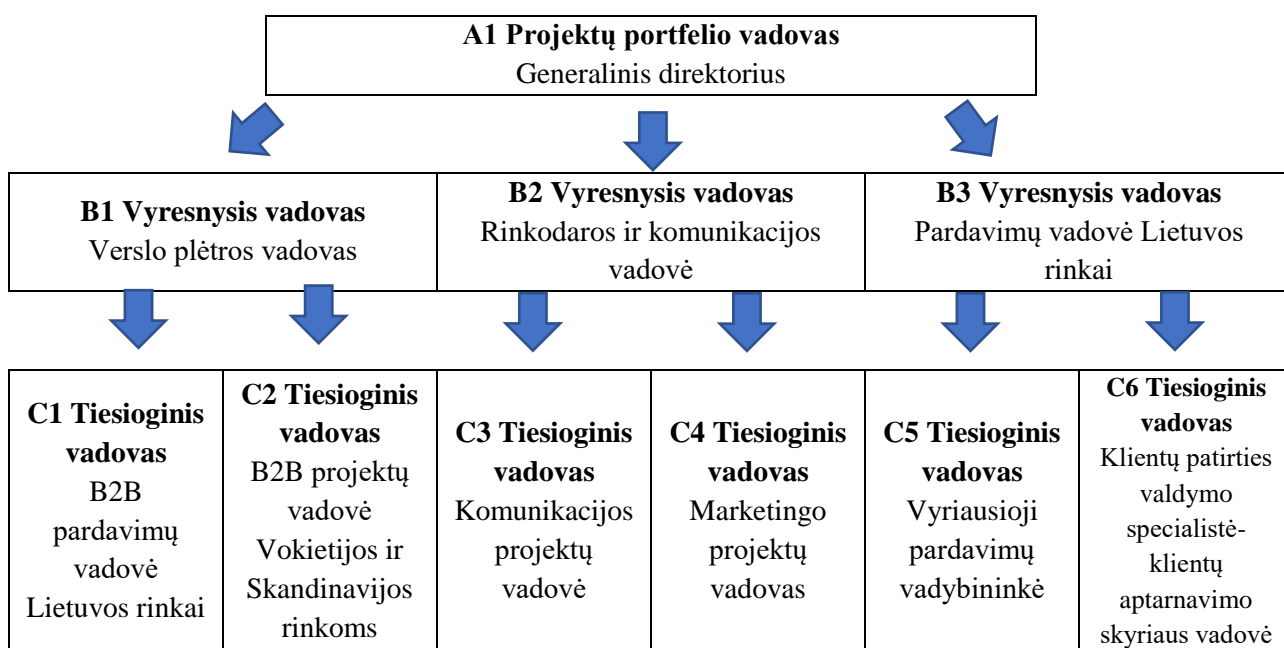 A1 Projektų portfelio vadovas
Generalinis direktorius
B1 Vyresnysis vadovas
Verslo plėtros vadovas
B2 Vyresnysis vadovas
Rinkodaros ir komunikacijos
vadovė
B3 Vyresnysis vadovas
Pardavimų vadovė Lietuvos
rinkai
C1 Tiesioginis
vadovas
B2B
pardavimų
vadovė
Lietuvos rinkai
C2 Tiesioginis
vadovas
B2B projektų
vadovė
Vokietijos ir
Skandinavijos
rinkoms
C3 Tiesioginis
vadovas
Komunikacijos
projektų
vadovė
C4 Tiesioginis
vadovas
Marketingo
projektų
vadovas
C5 Tiesioginis
vadovas
Vyriausioji
pardavimų
vadybininkė
C6 Tiesioginis
vadovas
Klientų patirties
valdymo
specialistė-
klientų
aptarnavimo
skyriaus vadovė